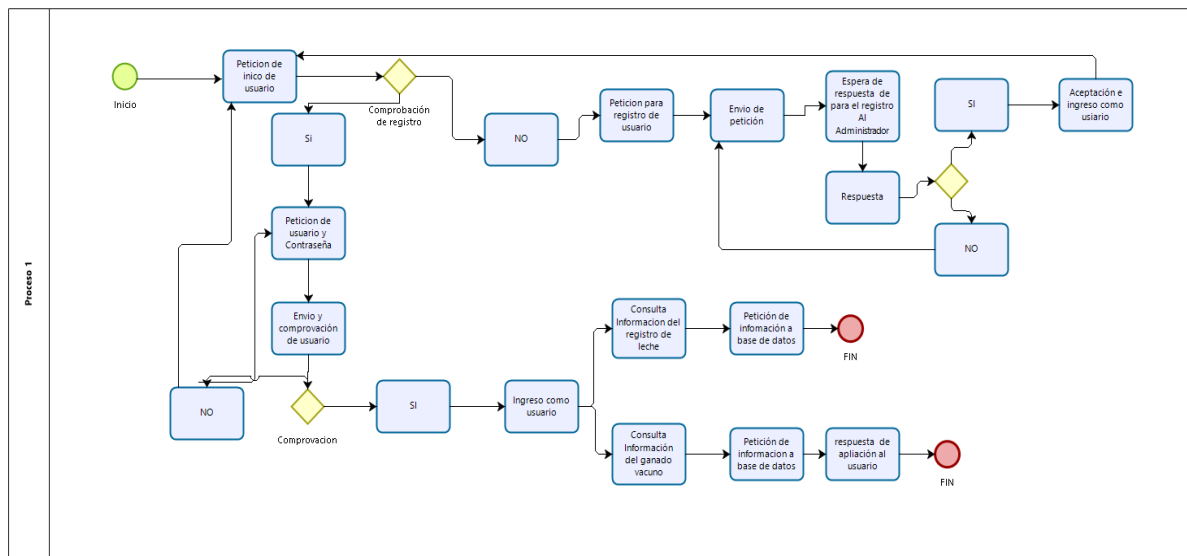 Proceso 1
Inicio
Peticion de
inico de
usuario
Comprobación
de registro
Si
NO
Peticion para
registro de
usuario
Envio de
petición
Espera de
respuesta de
para el registro
Al
Administrador
Respuesta
SI
Aceptación e
ingreso como
usiario
NO
Peticion de
usuario y
Contraseña
Envio y
comprovación
de usuario
NO
Comprovacion
SI
Ingreso como
usuario
Consulta
Informacion del
registro de
leche
Petición de
infomación a
base de datos
FIN
Consulta
Información
del ganado
vacuno
Petición de
informacion a
base de datos
respuesta de
apliación al
usuario
FIN